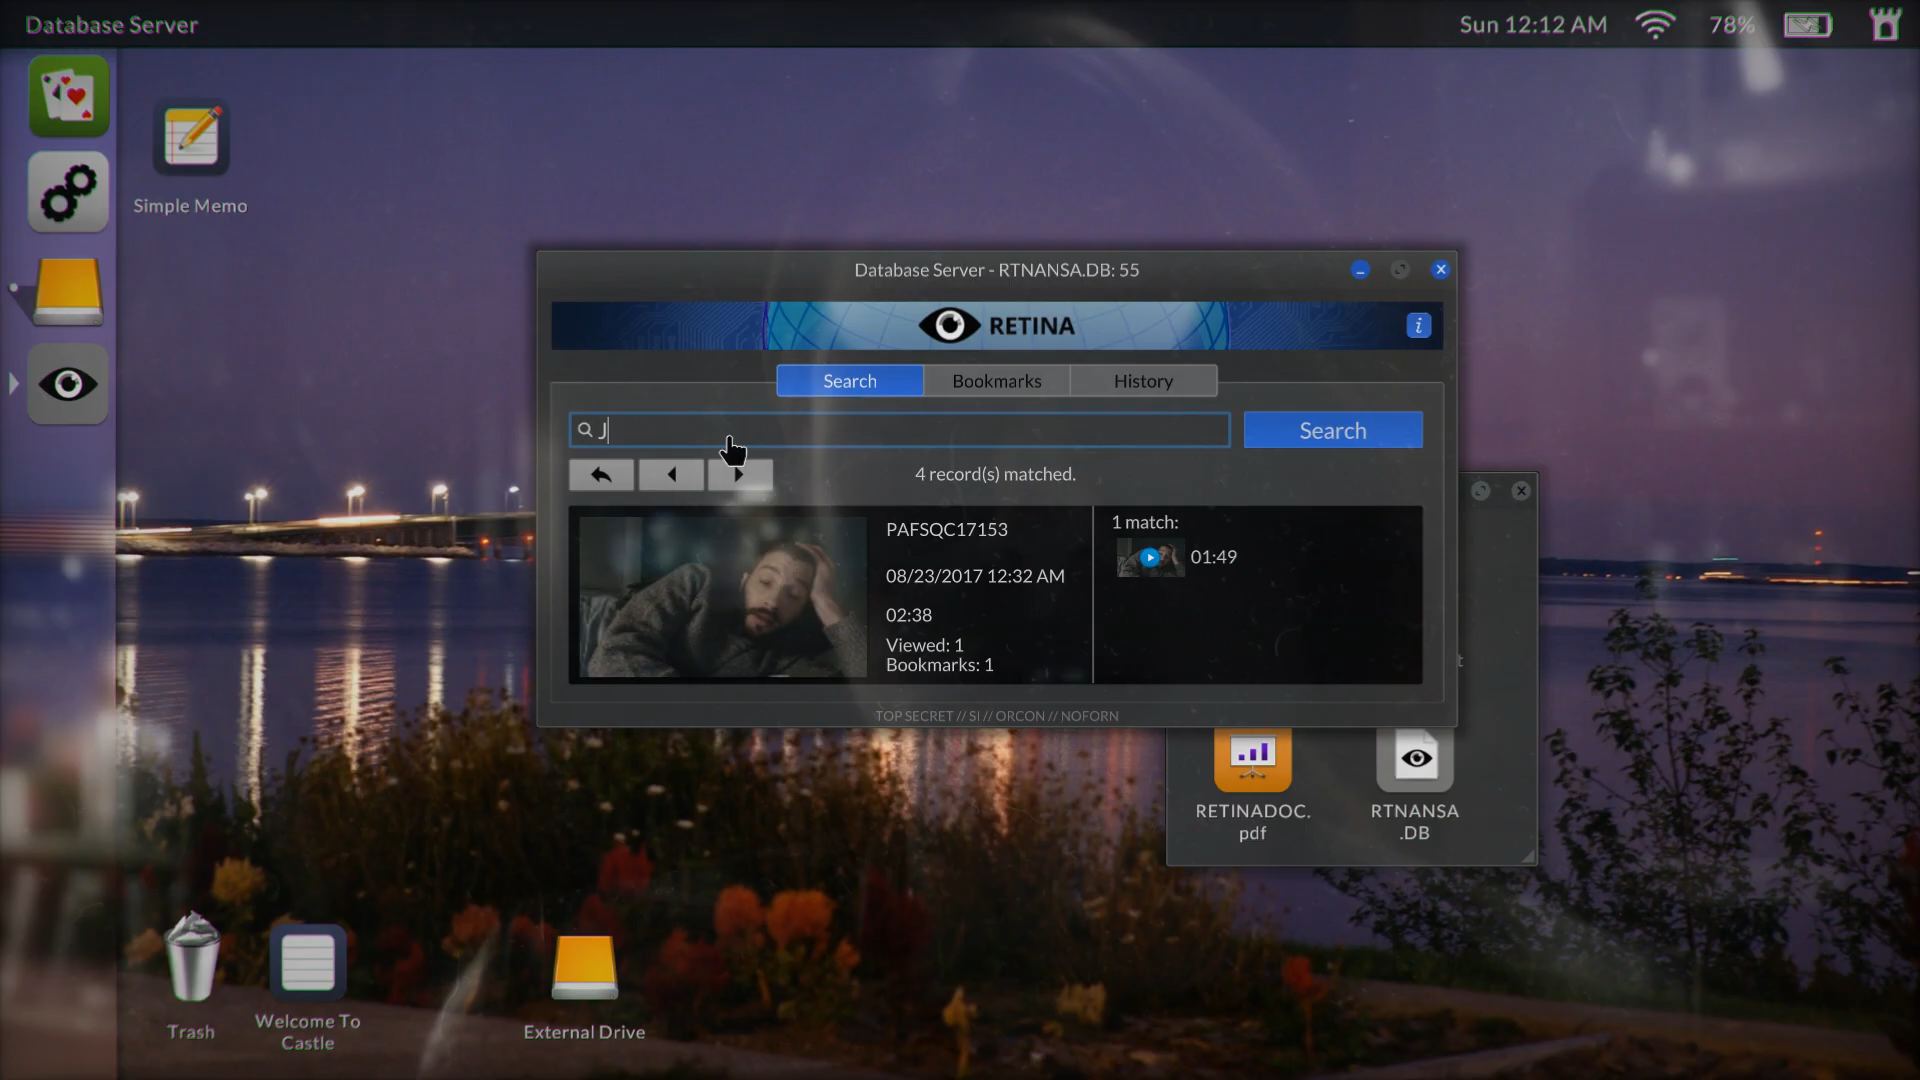 Database Server
Sun 12:12 AM
78%
Simple Memo
Database Server - RTNANSA.DB: 55
RETINA
i
Search
Bookmarks
History
J
Search
4 record(s) matched.
PAFSQC17153
08/23/2017 12:32 AM
02:38
Viewed: 1
Bookmarks: 1
1 match:
01:49
TOP SECRET // SI // ORCON // NOFORN
t
RETINADOC.
pdf
RTNANSA
.DB
Trash
Welcome To
Castle
External Drive